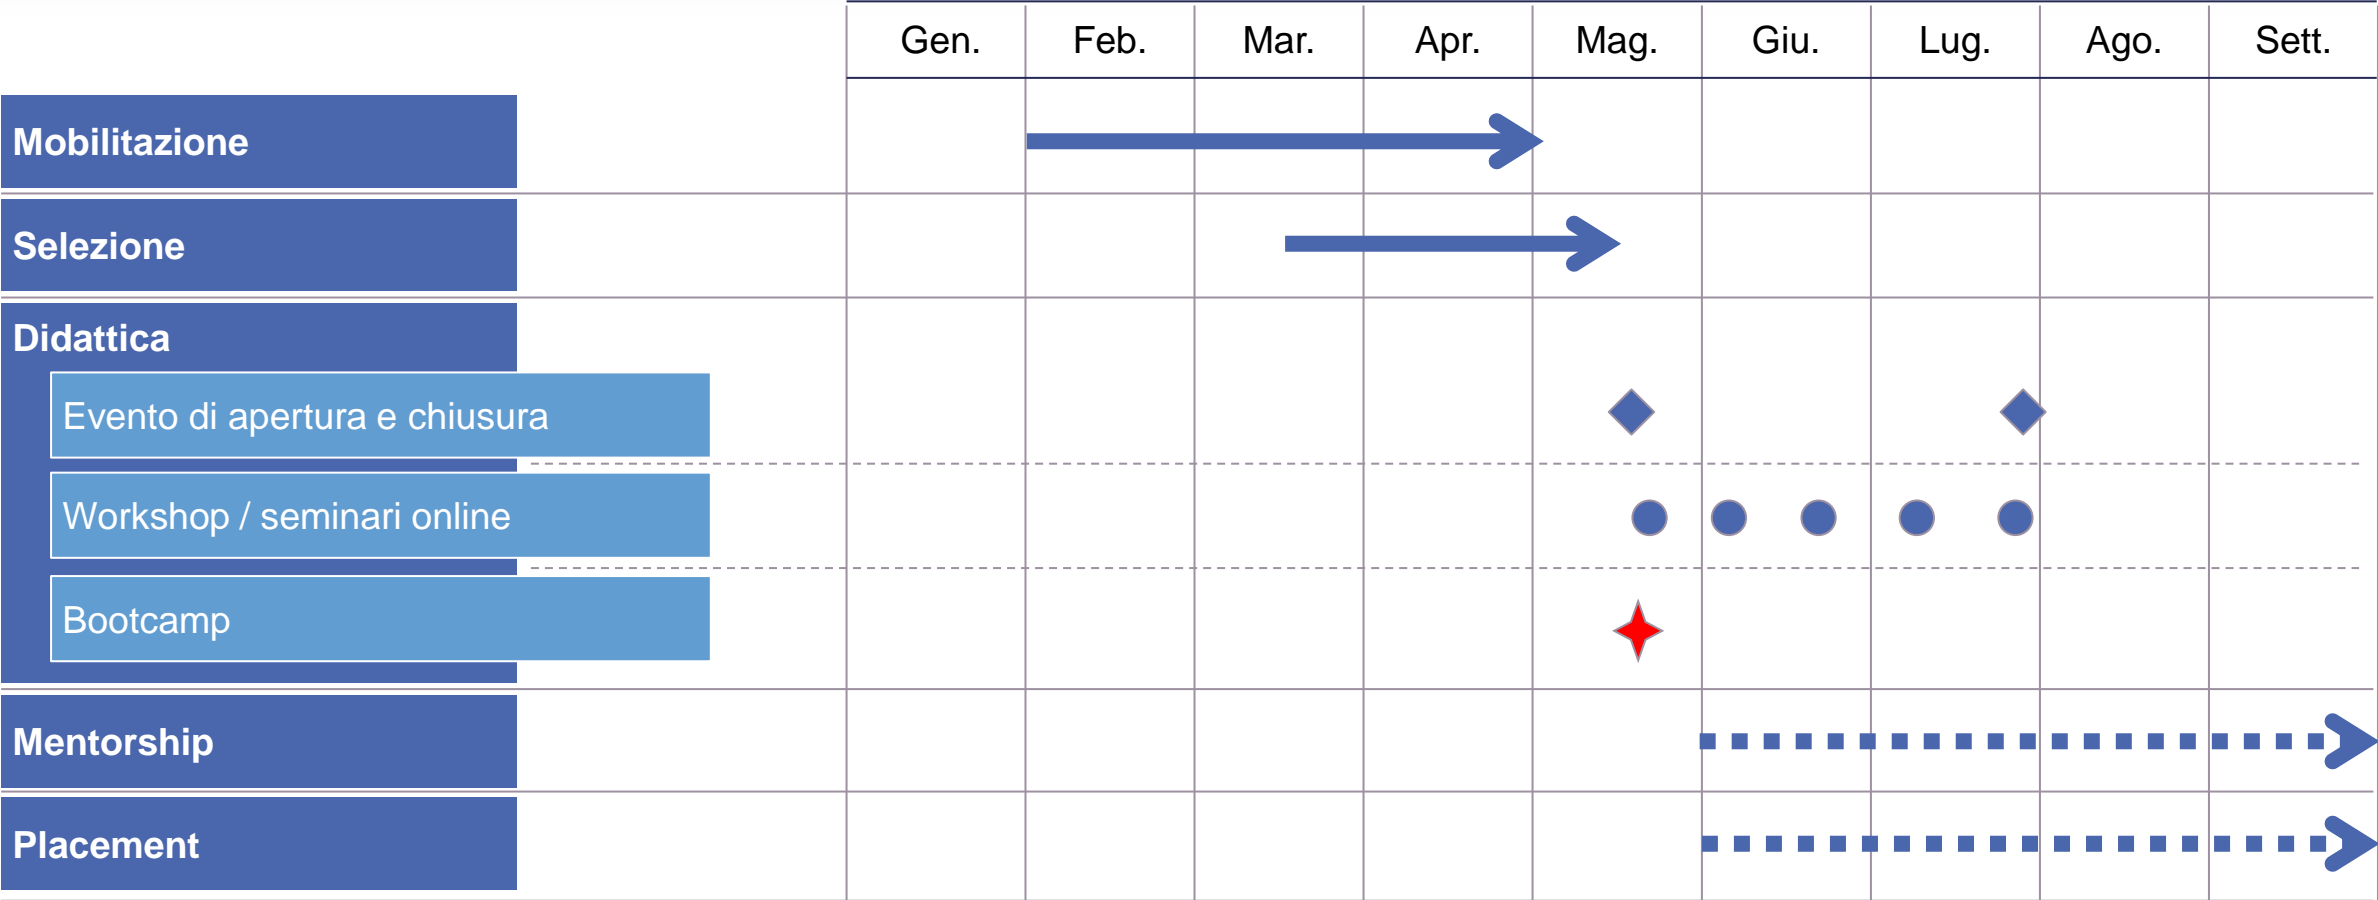 Gen. Feb. Mar. Apr. Mag. Giu. Lug. Ago. Sett.
Mobilitazione
Selezione
Didattica
Evento di apertura e chiusura
Workshop / seminari online
Bootcamp
Mentorship
Placement